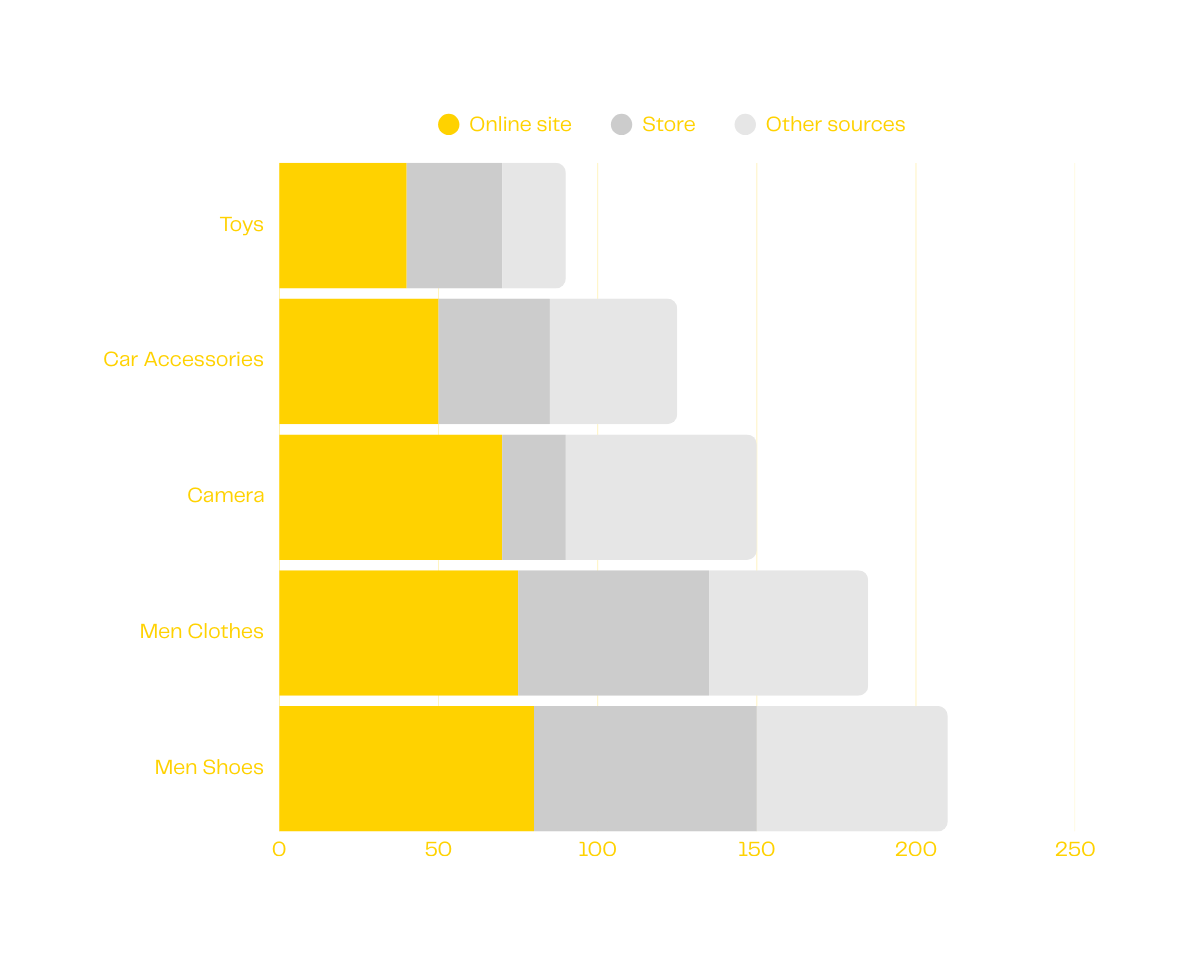 Online site Store Other sources
Toys
Car Accessories
Camera
Men Clothes
Men Shoes
0 50 100 150 200 250